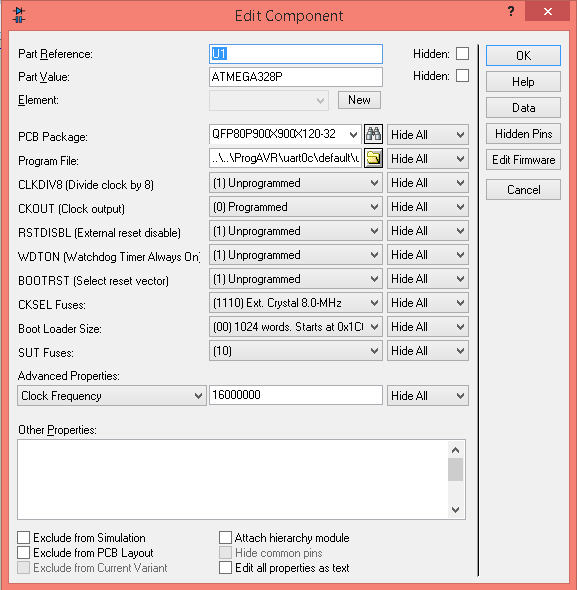 Edit Component
? x
Part Reference: U1 Hidden: OK
Part Value: ATMEGA328P Hidden: Help
Element: New Data
PCB Package: QFP80P900X900X120-32 Hide All Hidden Pins
Program File: ..\..\ProgAVR\uart0c\default\u Hide All Edit Firmware
CLKDIV8 (Divide clock by 8) (1) Unprogrammed Hide All Cancel
CKOUT (Clock output) (0) Programmed Hide All
RSTDISBL (External reset disable) (1) Unprogrammed Hide All
WDTON (Watchdog Timer Always On) (1) Unprogrammed Hide All
BOOTRST (Select reset vector) (1) Unprogrammed Hide All
CKSEL Fuses: (1110) Ext. Crystal 8.0-MHz Hide All
Boot Loader Size: (00) 1024 words. Starts at 0x1C Hide All
SUT Fuses: (10) Hide All
Advanced Properties:
Clock Frequency 16000000 Hide All
Other Properties:
Exclude from Simulation Attach hierarchy module
Exclude from PCB Layout Hide common pins
Exclude from Current Variant Edit all properties as text